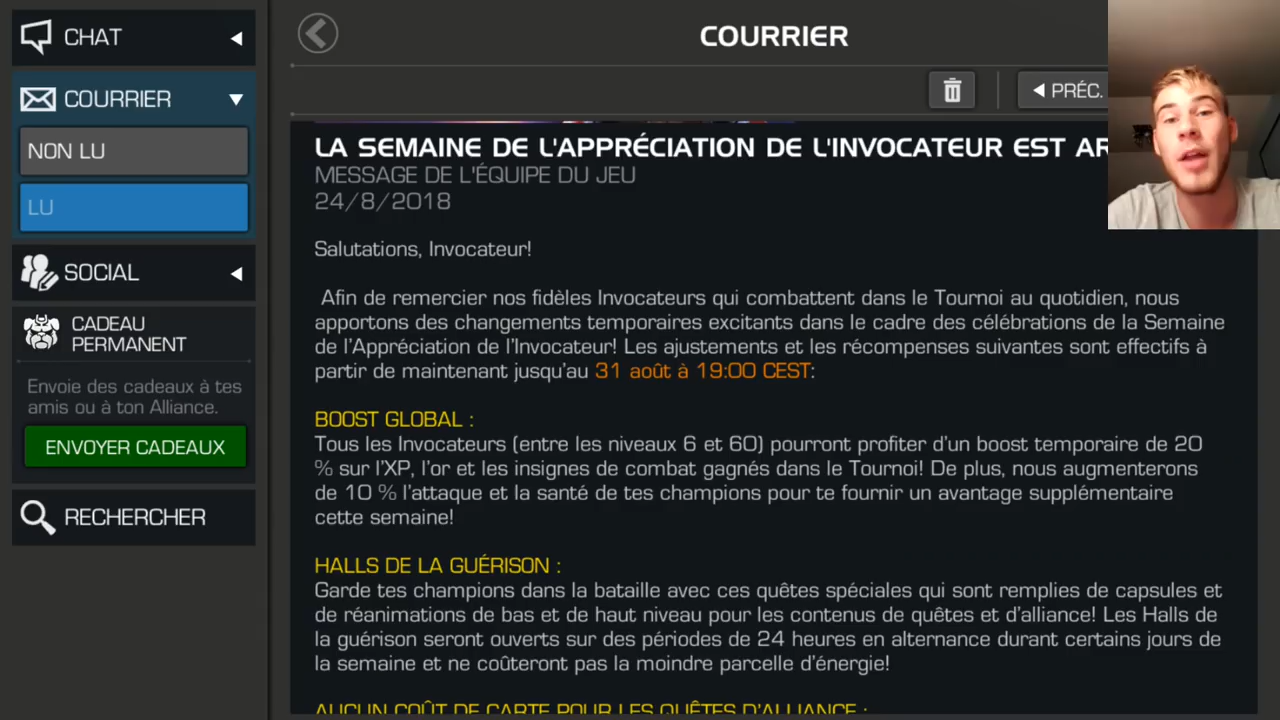 CHAT
COURRIER
NON LU
LU
SOCIAL
CADEAU
PERMANENT
Envoie des cadeaux à tes
amis ou à ton Alliance.
ENVOYER CADEAUX
RECHERCHER
COURRIER
PRÉC.
LA SEMAINE DE L'APPRÉCIATION DE L'INVOCATEUR EST
MESSAGE DE L'ÉQUIPE DU JEU
24/8/2018
Salutations, Invocateur!
Afin de remercier nos fidèles Invocateurs qui combattent dans le Tournoi au quotidien, nous
apportons des changements temporaires excitants dans le cadre des célébrations de la Semaine
de l'Appréciation de l'Invocateur! Les ajustements et les récompenses suivantes sont effectifs à
partir de maintenant jusqu'au 31 août à 19:00 CEST:
BOOST GLOBAL :
Tous les Invocateurs (entre les niveaux 6 et 60) pourront profiter d'un boost temporaire de 20
% sur l'XP, l'or et les insignes de combat gagnés dans le Tournoi! De plus, nous augmenterons
de 10 % l'attaque et la santé de tes champions pour te fournir un avantage supplémentaire
cette semaine!
HALLS DE LA GUÉRISON :
Garde tes champions dans la bataille avec ces quêtes spéciales qui sont remplies de capsules et
de réanimations de bas et de haut niveau pour les contenus de quêtes et d'alliance! Les Halls de
la guérison seront ouverts sur des périodes de 24 heures en alternance durant certains jours de
la semaine et ne coûteront pas la moindre parcelle d'énergie!
AUCUN COÛT DE CARTE POUR LES QUÊTES D'ALLIANCE :